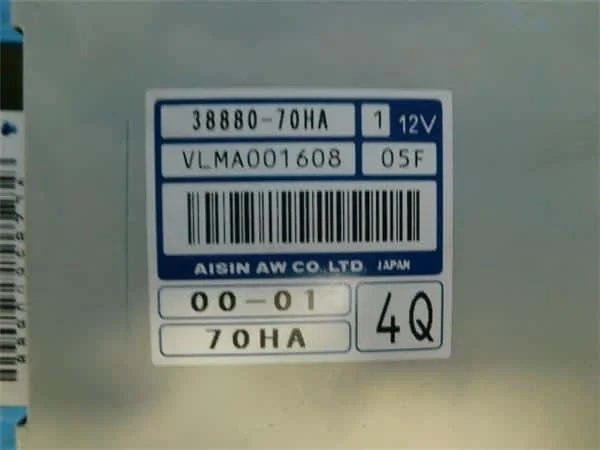 38880-70HA 1 12V
VLMA001608 05F
AISIN AW CO.,LTD. JAPAN
00-01
70HA
4Q